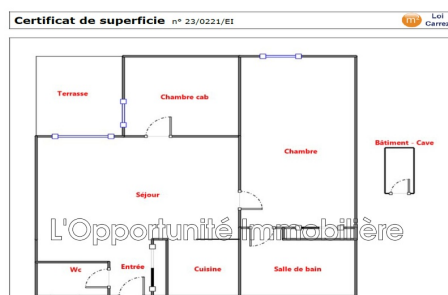 Certificat de superficie n° 23/0221/EI
m²
Loi
Carrez
Terrasse
Chambre cab
Chambre
Bâtiment - Cave
Séjour
L'Opportunité Immobilière
Wc
Entrée
Cuisine
Salle de bain